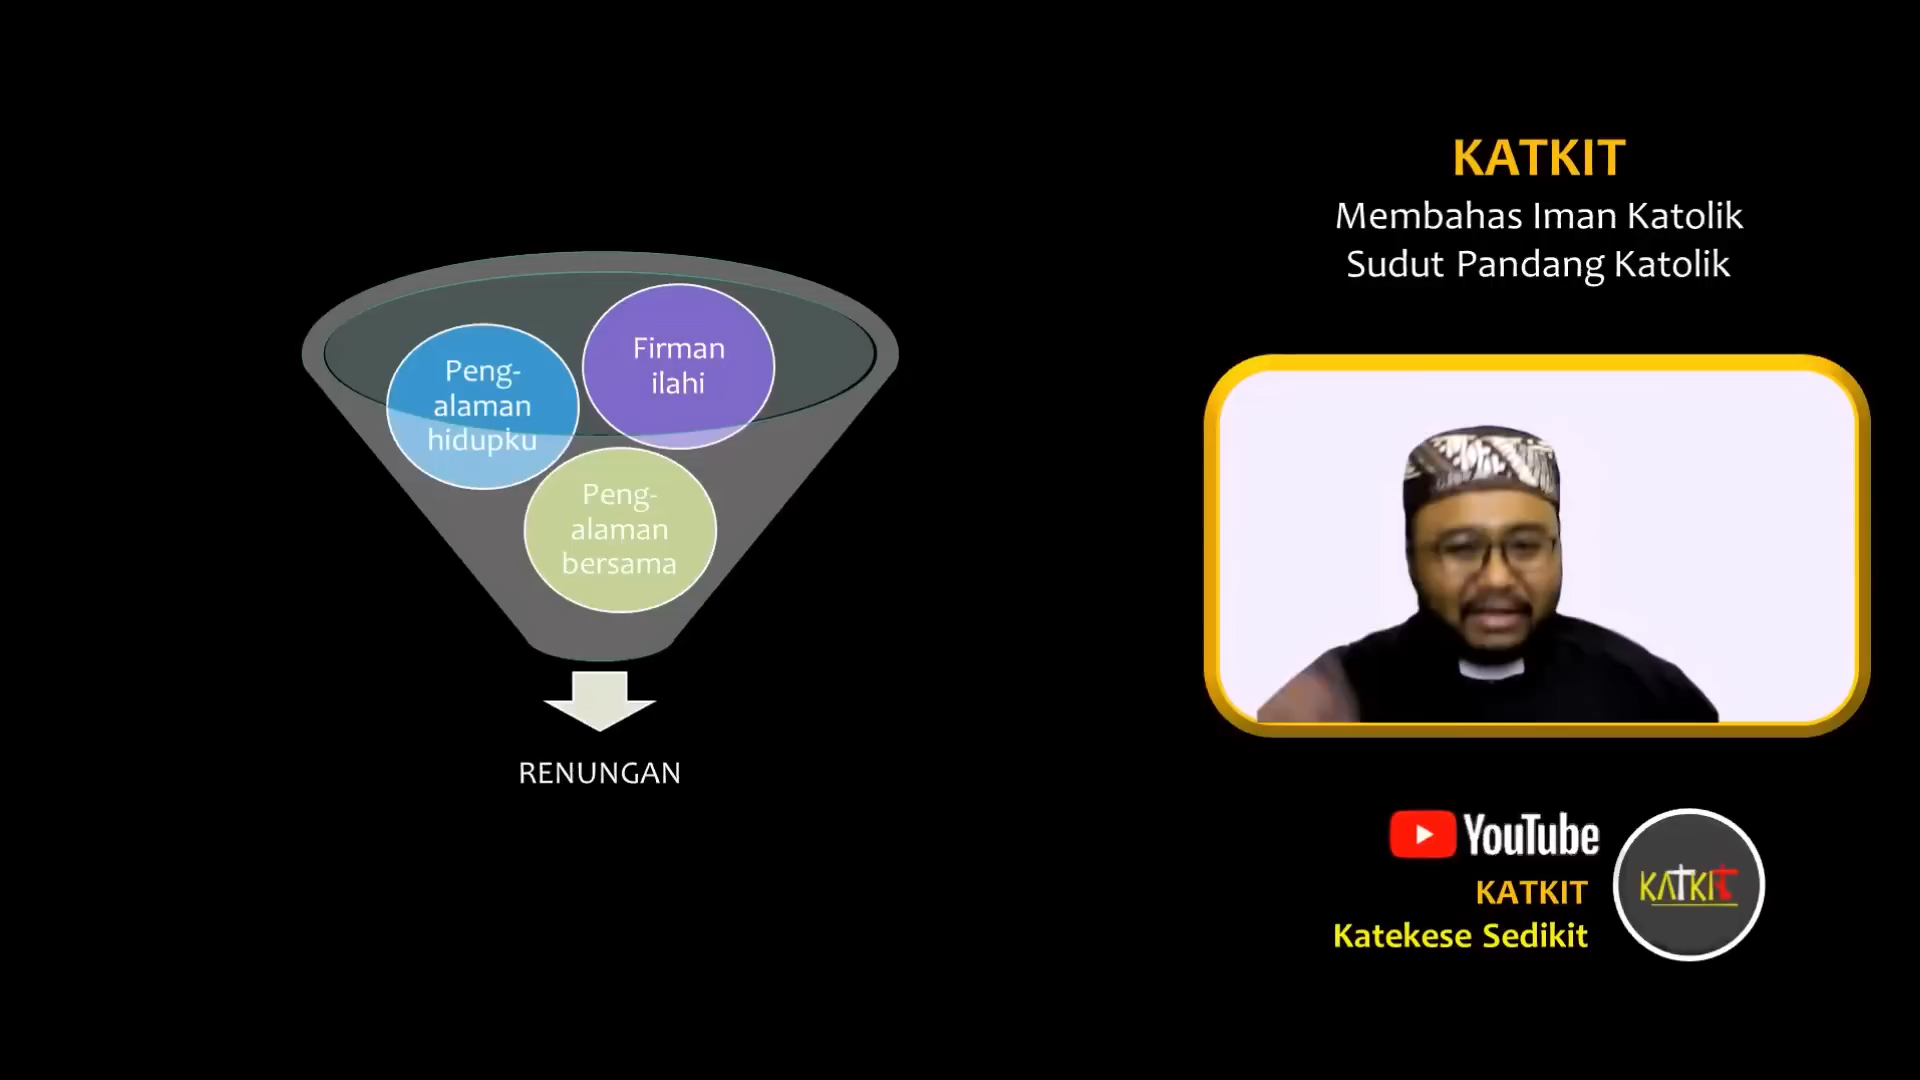 Firman
ilahi
Peng-
alaman
hidupku
Peng-
alaman
bersama
RENUNGAN
KATKIT
Membahas Iman Katolik
Sudut Pandang Katolik
YouTube
KATKIT
Katekese Sedikit
KATKIT